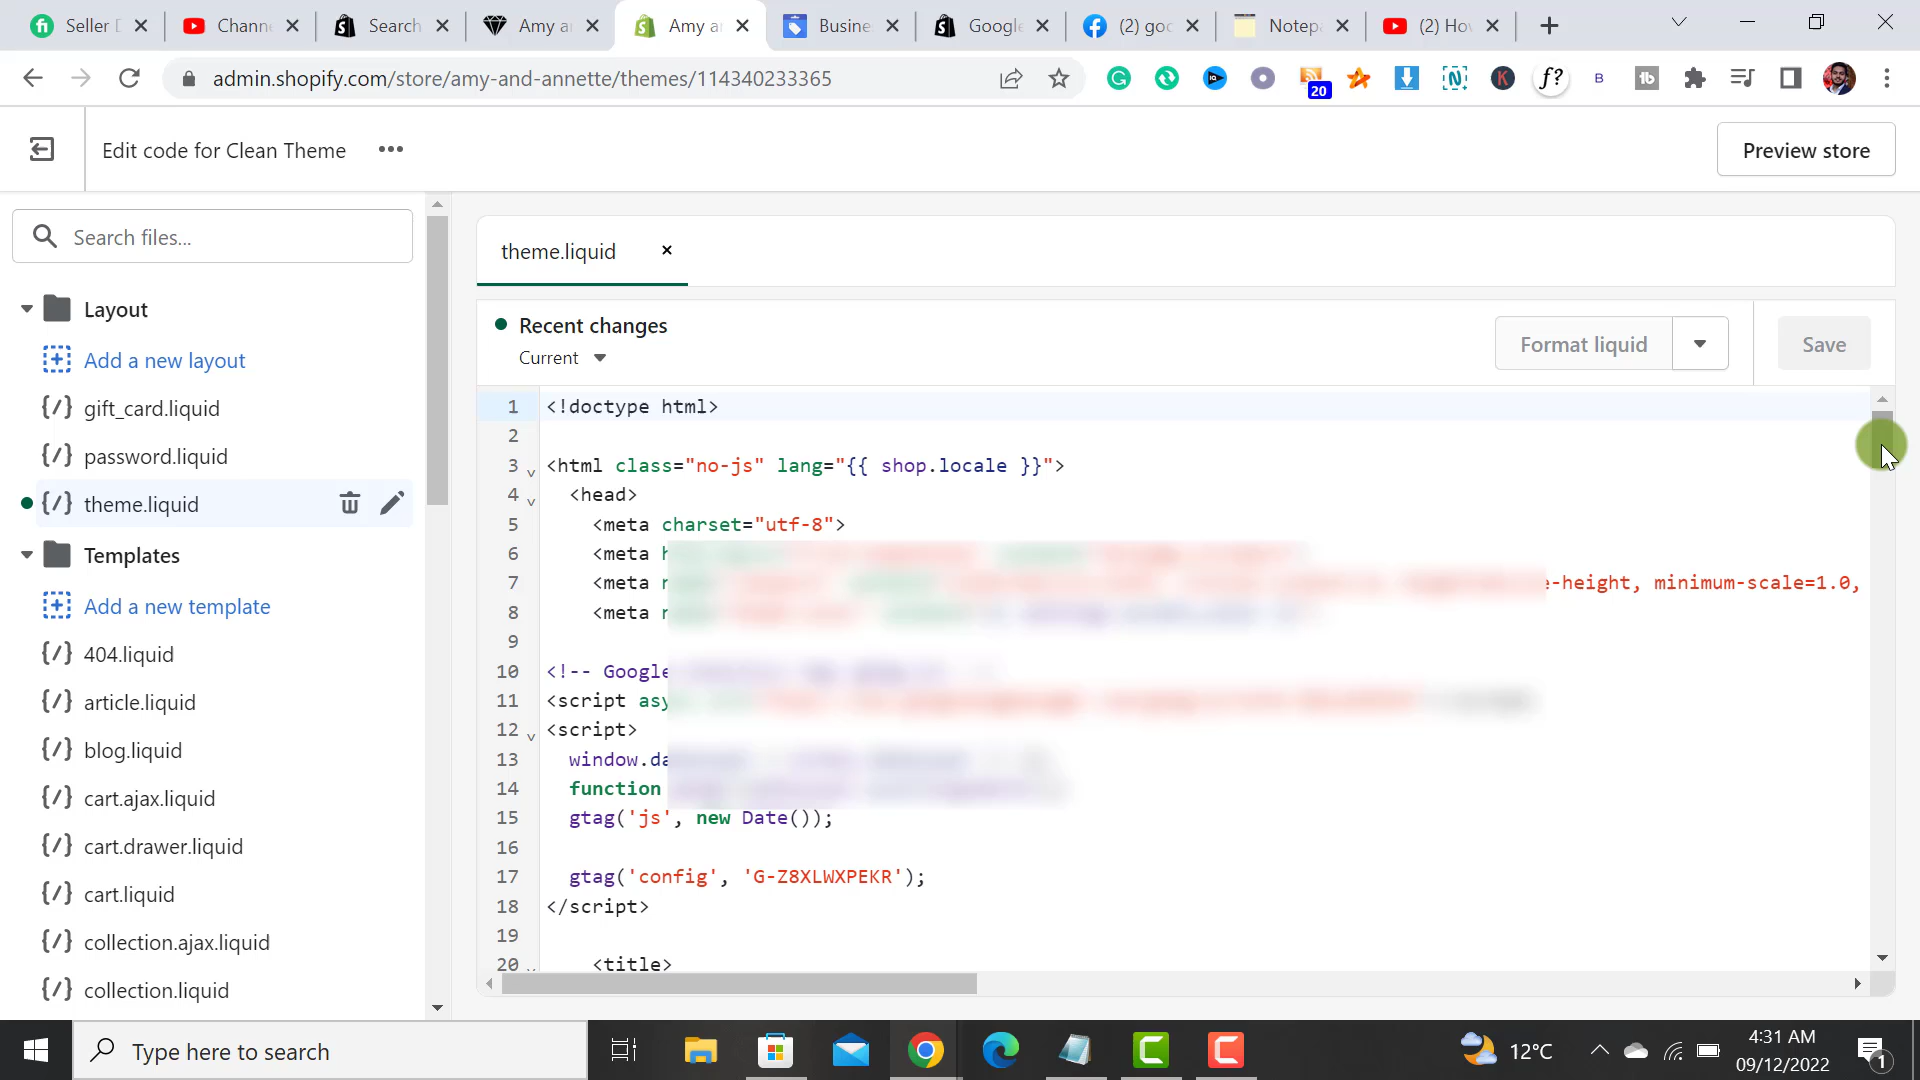 Seller D
Chann
Search
Amy a
Amy a
Busine
Google
(2) goo
Notep
(2) Ho
admin.shopify.com/store/amy-and-annette/themes/114340233365
20
Edit code for Clean Theme
Preview store
Search files...
theme.liquid
Layout
Recent changes
Current
Format liquid
Save
Add a new layout
gift_card.liquid
password.liquid
theme.liquid
Templates
Add a new template
404.liquid
article.liquid
blog.liquid
cart.ajax.liquid
cart.drawer.liquid
cart.liquid
collection.ajax.liquid
collection.liquid
1 <!doctype html>
2
3 <html class="no-js" lang="{{ shop.locale }}">
4 <head>
5 <meta charset="utf-8">
6 <meta h
7 <meta n e-height, minimum-scale=1.0,
8 <meta n
9
10 <!-- Google
11 <script asy
12 <script>
13 window.da
14 function
15 gtag('js', new Date());
16
17 gtag('config', 'G-Z8XLWXPEKR');
18 </script>
19
20 <title>
Type here to search
12°C
4:31 AM
09/12/2022
1